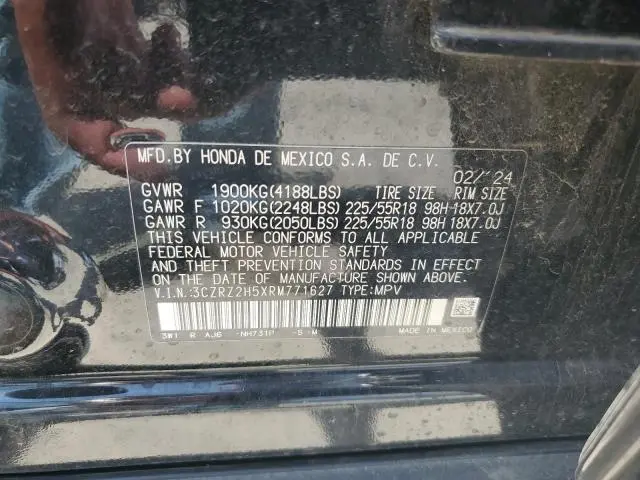 MFD.BY HONDA DE MEXICO S.A. DE C.V.
02/'24
GVWR 1900KG(4188LBS) TIRE SIZE RIM SIZE
GAWR F 1020KG(2248LBS) 225/55R18 98H 18X7.0J
GAWR R 930KG(2050LBS) 225/55R18 98H 18X7.0J
THIS VEHICLE CONFORMS TO ALL APPLICABLE
FEDERAL MOTOR VEHICLE SAFETY
AND THEFT PREVENTION STANDARDS IN EFFECT
ON THE DATE OF MANUFACTURE SHOWN ABOVE.
V.I.N.:3CZRZ2H5XRM771627 TYPE:MPV
3W1 R AJG NH731P -S M